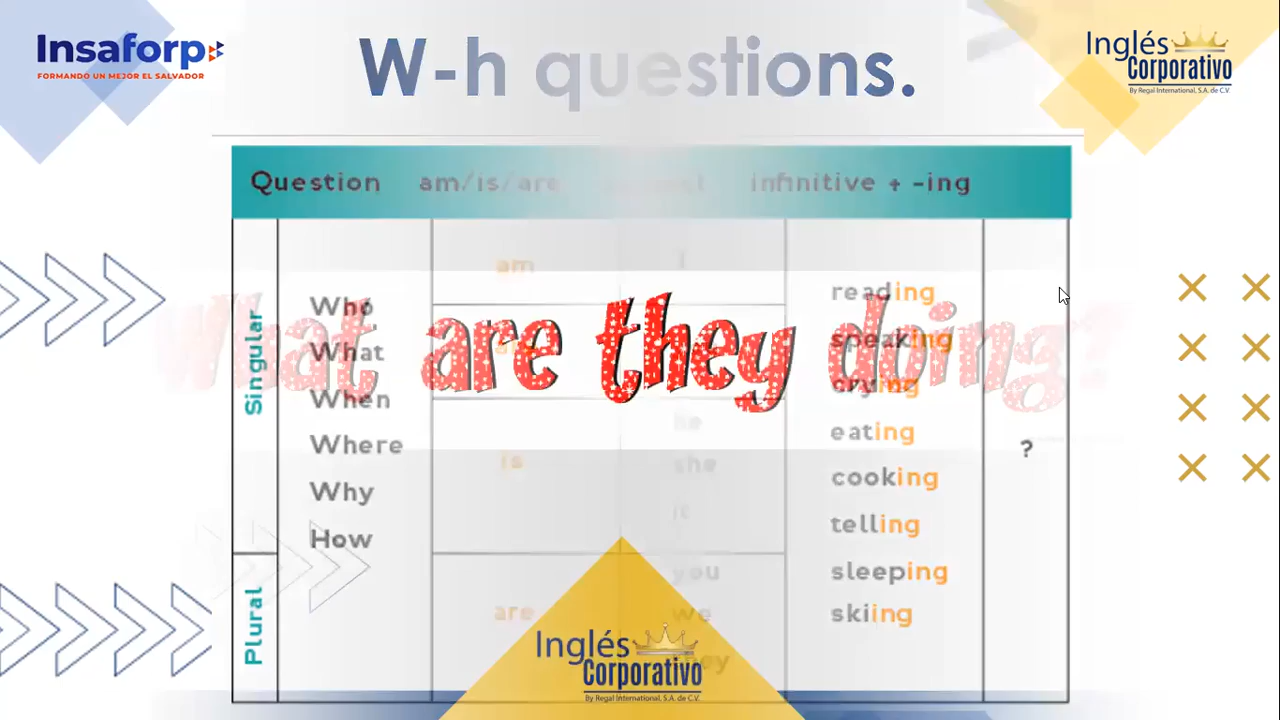 Insaforp
FORMANDO UN MEJOR EL SALVADOR
W-h questions.
Inglés
Corporativo
By Regal International, S.A. de C.V.
Question am/is/are infinitive + -ing
Singular
Plural
Who
What
When
Where
Why
How
am
is
are
I
he
she
it
you
we
they
reading
speaking
crying
eating
cooking
telling
sleeping
skiing
?
What are they doing?
Inglés
Corporativo
By Regal International, S.A. de C.V.